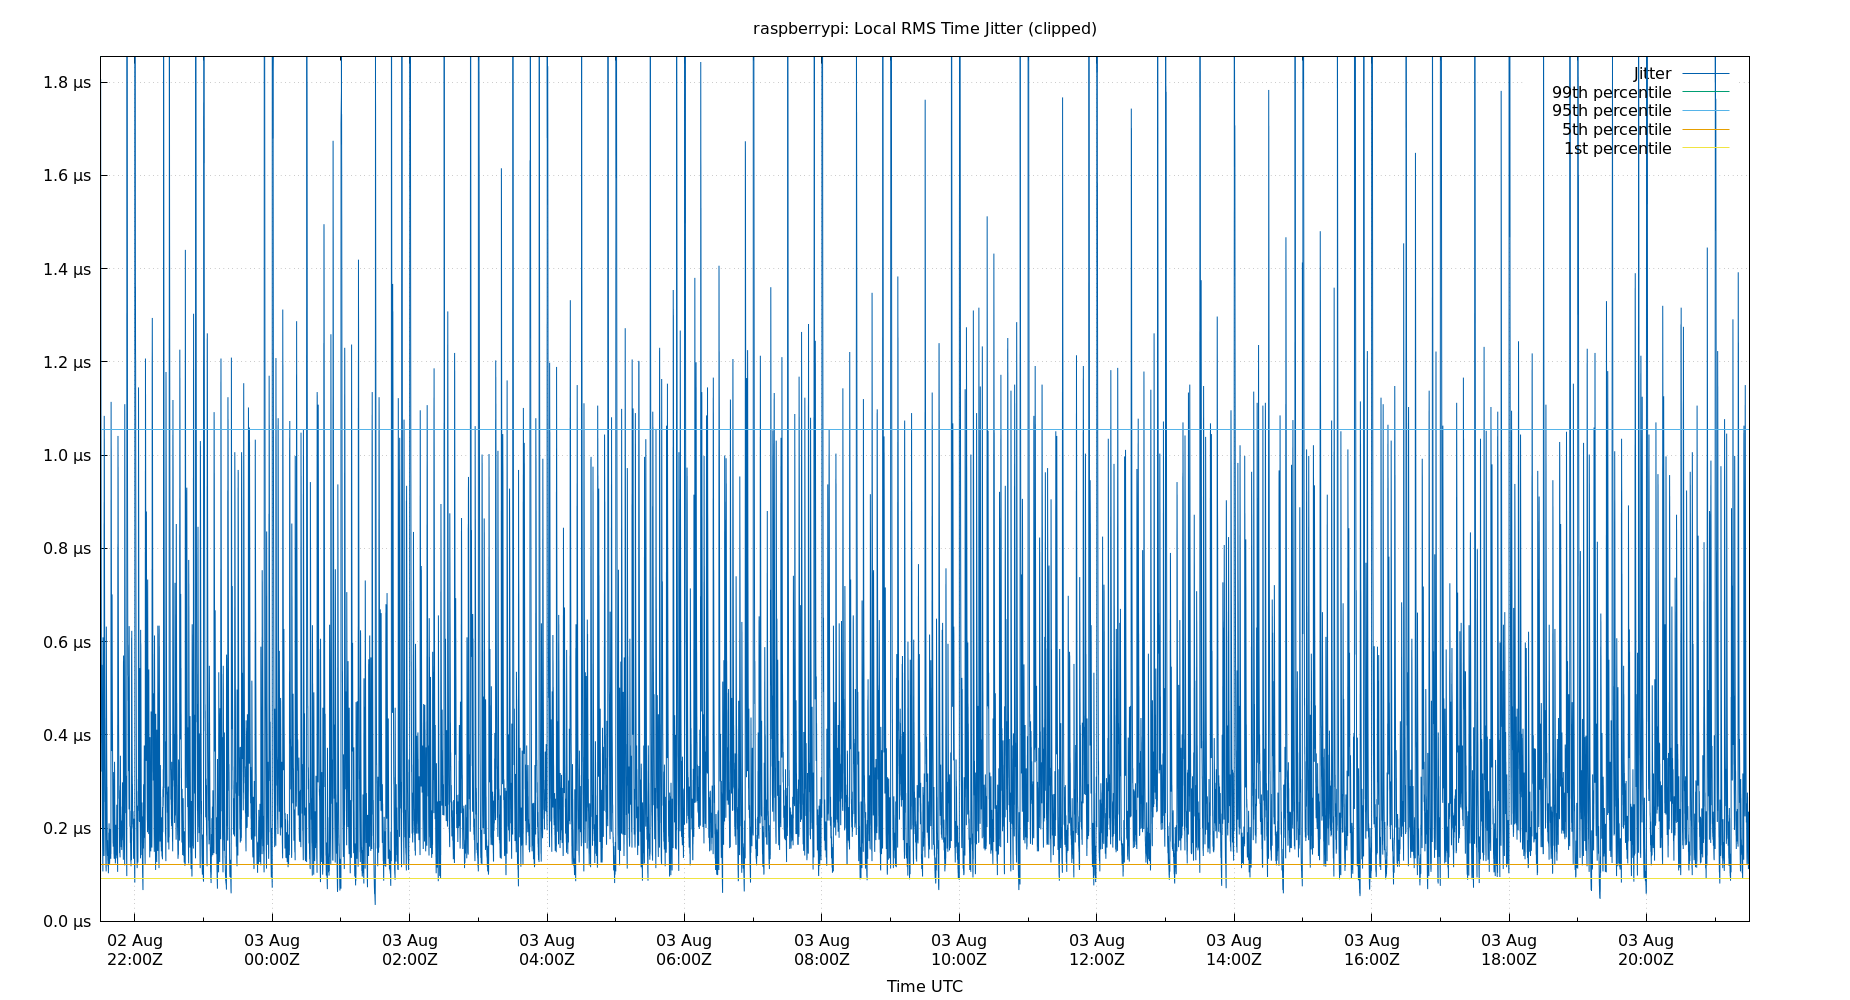 raspberrypi: Local RMS Time Jitter (clipped)
Jitter
99th percentile
95th percentile
5th percentile
1st percentile
1.8 µs
1.6 µs
1.4 µs
1.2 µs
1.0 µs
0.8 µs
0.6 µs
0.4 µs
0.2 µs
0.0 µs
02 Aug 03 Aug 03 Aug 03 Aug 03 Aug 03 Aug 03 Aug 03 Aug 03 Aug 03 Aug 03 Aug 03 Aug
22:00Z 00:00Z 02:00Z 04:00Z 06:00Z 08:00Z 10:00Z 12:00Z 14:00Z 16:00Z 18:00Z 20:00Z
Time UTC